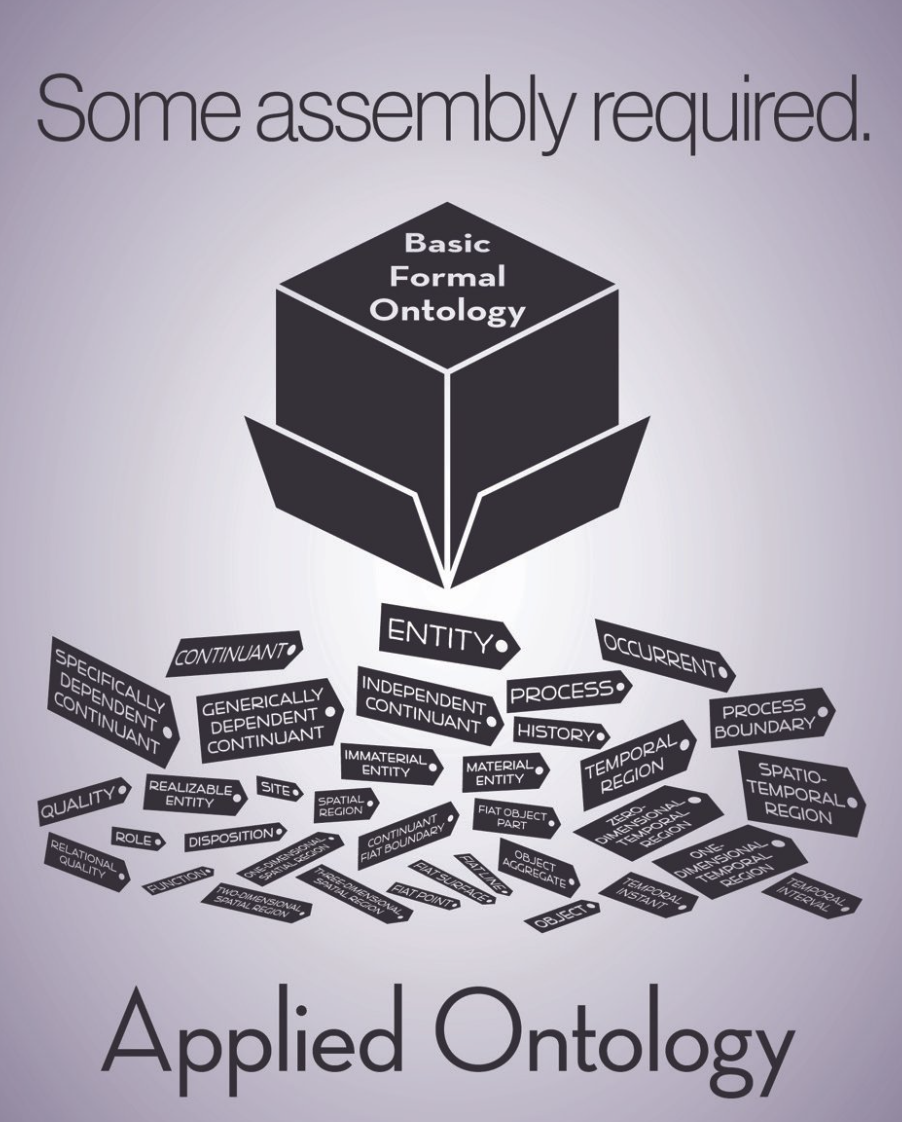 Some assembly required.
Basic
Formal
Ontology
ENTITY
CONTINUANT
OCCURRENT
SPECIFICALLY
DEPENDENT
CONTINUANT
GENERICALLY
DEPENDENT
CONTINUANT
INDEPENDENT
CONTINUANT
PROCESS
HISTORY
PROCESS
BOUNDARY
IMMATERIAL
ENTITY
MATERIAL
ENTITY
TEMPORAL
REGION
SPATIO-
TEMPORAL
REGION
QUALITY
REALIZABLE
ENTITY
SITE
SPATIAL
REGION
CONTINUANT
FIAT BOUNDARY
FIAT OBJECT
PART
ZERO-
DIMENSIONAL
TEMPORAL
REGION
ROLE
DISPOSITION
RELATIONAL
QUALITY
ONE-DIMENSIONAL
SPATIAL REGION
OBJECT
AGGREGATE
ONE-
DIMENSIONAL
TEMPORAL
REGION
FUNCTION
TWO-DIMENSIONAL
SPATIAL REGION
THREE-DIMENSIONAL
SPATIAL REGION
FIAT POINT
FIAT SURFACE
FIAT LINE
OBJECT
TEMPORAL
INSTANT
TEMPORAL
INTERVAL
Applied Ontology